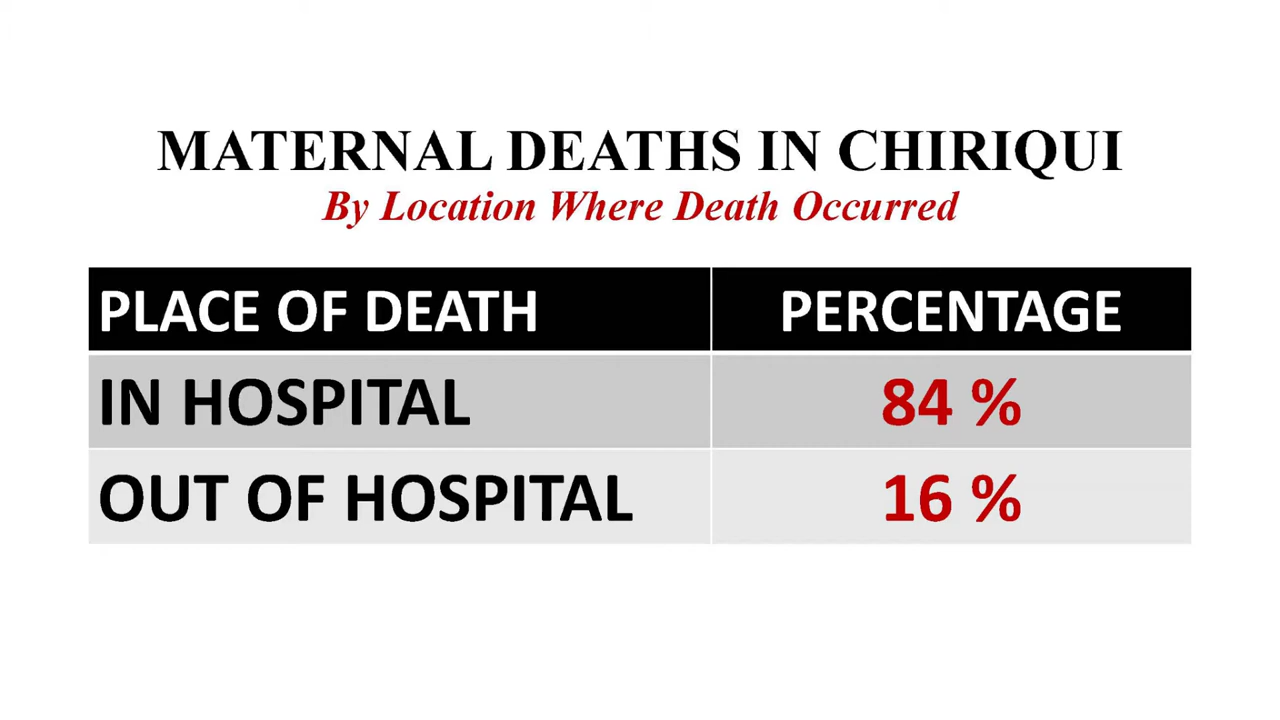 MATERNAL DEATHS IN CHIRIQUI
By Location Where Death Occurred
PLACE OF DEATH PERCENTAGE
IN HOSPITAL 84 %
OUT OF HOSPITAL 16 %